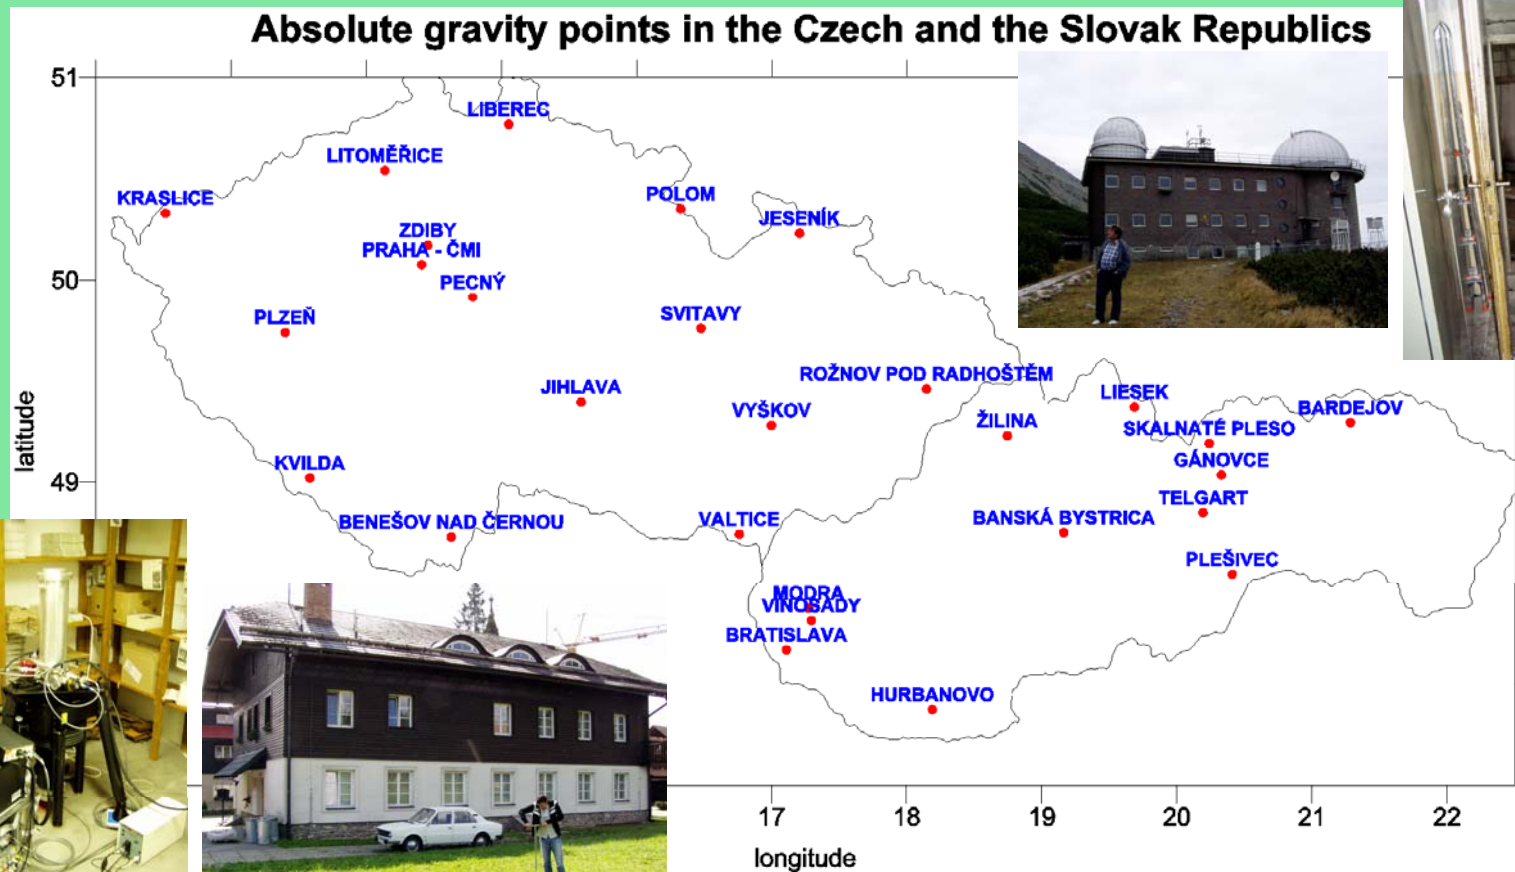 Absolute gravity points in the Czech and the Slovak Republics
51
LIBEREC
LITOMĚŘICE
KRASLICE
POLOM
JESENÍK
ZDIBY
PRAHA - ČMI
50
PECNÝ
PLZEŇ
SVITAVY
ROŽNOV POD RADHOŠTĚM
JIHLAVA
LIESEK
VYŠKOV
BARDEJOV
ŽILINA
SKALNATÉ PLESO
latitude
KVILDA
GÁNOVCE
49
TELGART
BENEŠOV NAD ČERNOU
VALTICE
BANSKÁ BYSTRICA
PLEŠIVEC
MODRA
VINOSADY
BRATISLAVA
HURBANOVO
17 18 19 20 21 22
longitude